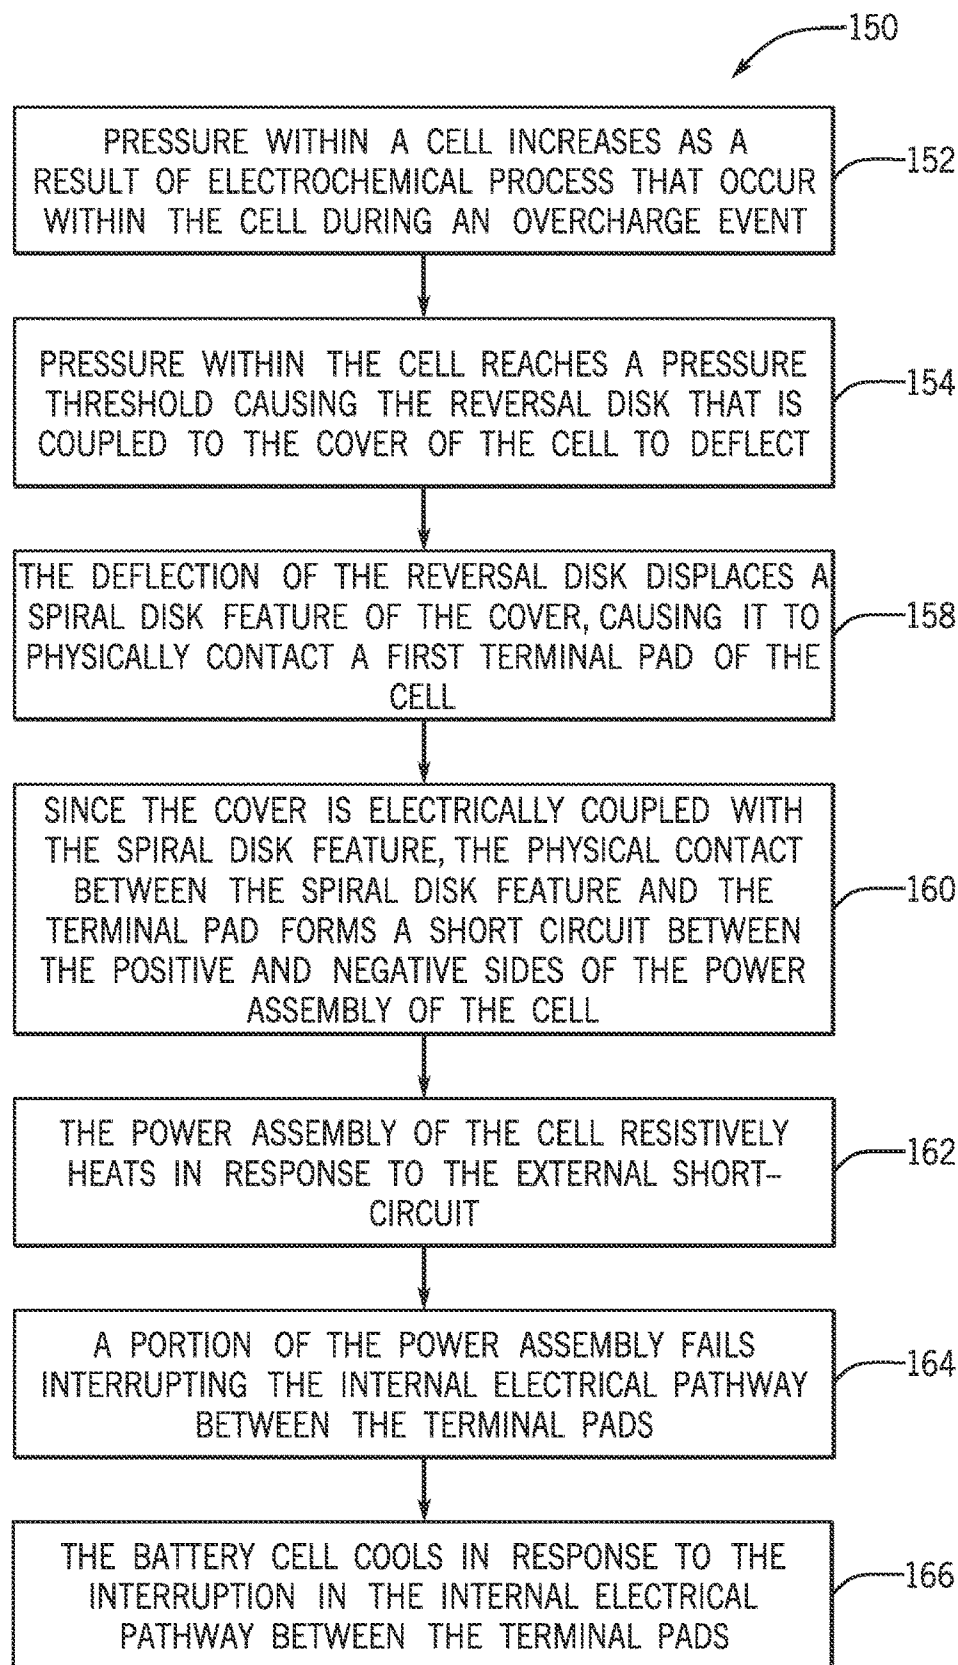 150
PRESSURE WITHIN A CELL INCREASES AS A
RESULT OF ELECTROCHEMICAL PROCESS THAT OCCUR
WITHIN THE CELL DURING AN OVERCHARGE EVENT
152
PRESSURE WITHIN THE CELL REACHES A PRESSURE
THRESHOLD CAUSING THE REVERSAL DISK THAT IS
COUPLED TO THE COVER OF THE CELL TO DEFLECT
154
THE DEFLECTION OF THE REVERSAL DISK DISPLACES A
SPIRAL DISK FEATURE OF THE COVER, CAUSING IT TO
PHYSICALLY CONTACT A FIRST TERMINAL PAD OF THE
CELL
158
SINCE THE COVER IS ELECTRICALLY COUPLED WITH
THE SPIRAL DISK FEATURE, THE PHYSICAL CONTACT
BETWEEN THE SPIRAL DISK FEATURE AND THE
TERMINAL PAD FORMS A SHORT CIRCUIT BETWEEN
THE POSITIVE AND NEGATIVE SIDES OF THE POWER
ASSEMBLY OF THE CELL
160
THE POWER ASSEMBLY OF THE CELL RESISTIVELY
HEATS IN RESPONSE TO THE EXTERNAL SHORT-
CIRCUIT
162
A PORTION OF THE POWER ASSEMBLY FAILS
INTERRUPTING THE INTERNAL ELECTRICAL PATHWAY
BETWEEN THE TERMINAL PADS
164
THE BATTERY CELL COOLS IN RESPONSE TO THE
INTERRUPTION IN THE INTERNAL ELECTRICAL
PATHWAY BETWEEN THE TERMINAL PADS
166